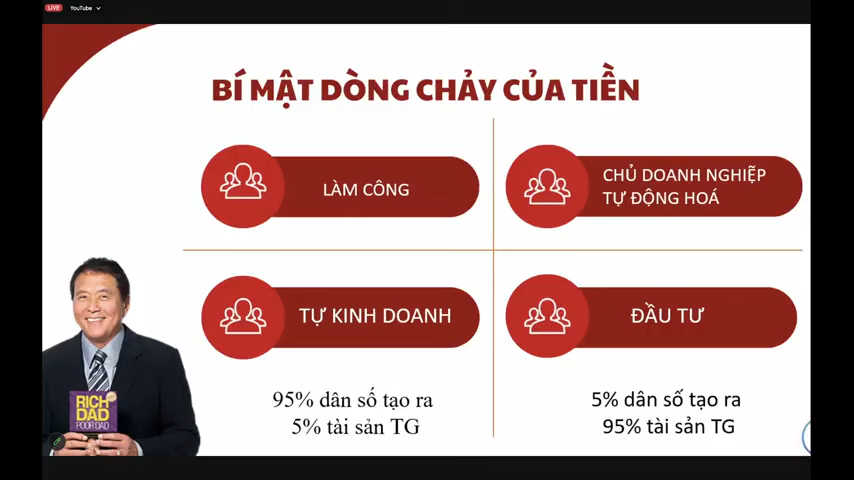 LIVE YouTube
BÍ MẬT DÒNG CHẢY CỦA TIỀN
LÀM CÔNG
CHỦ DOANH NGHIỆP
TỰ ĐỘNG HOÁ
TỰ KINH DOANH
ĐẦU TƯ
95% dân số tạo ra
5% tài sản TG
5% dân số tạo ra
95% tài sản TG
RICH
DAD
POOR DAD